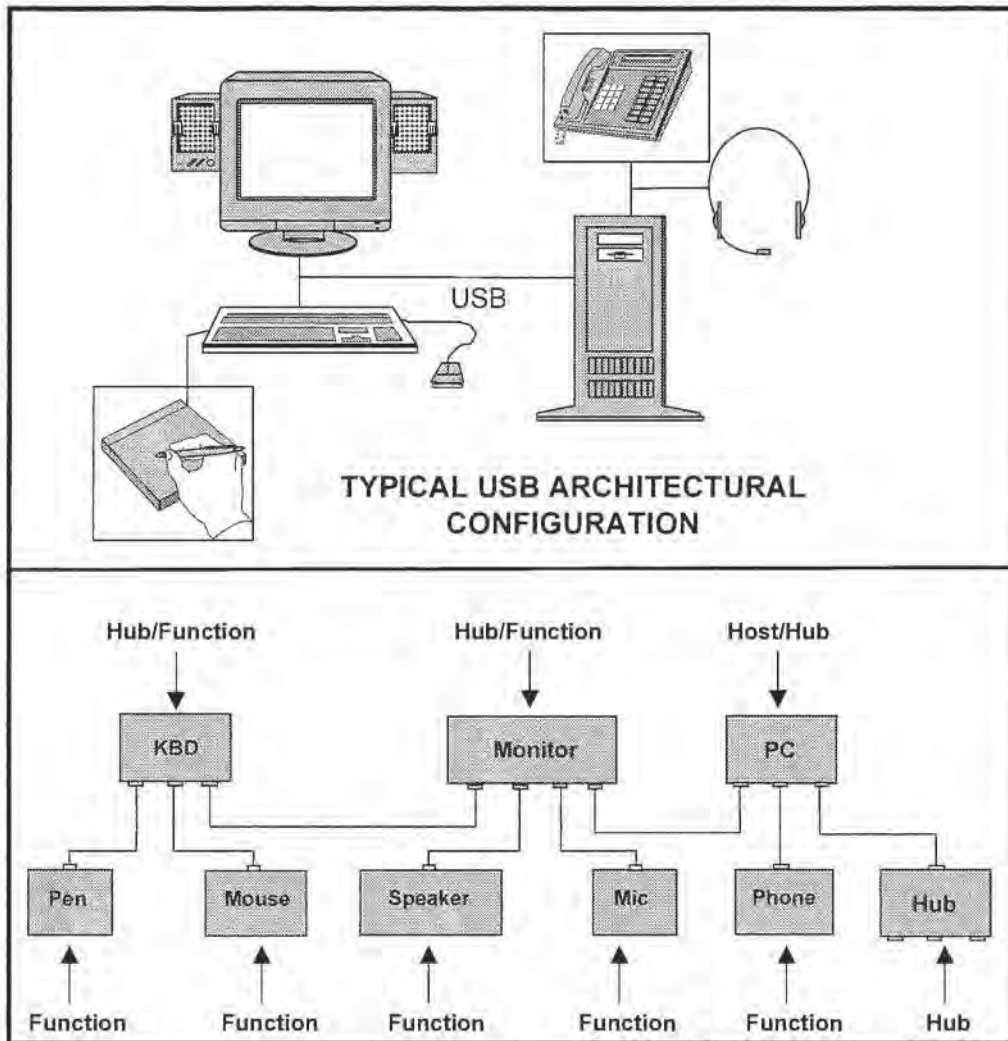 USB
TYPICAL USB ARCHITECTURAL
CONFIGURATION
Hub/Function Hub/Function Host/Hub
KBD Monitor PC
Pen Mouse Speaker Mic Phone Hub
Function Function Function Function Function Hub